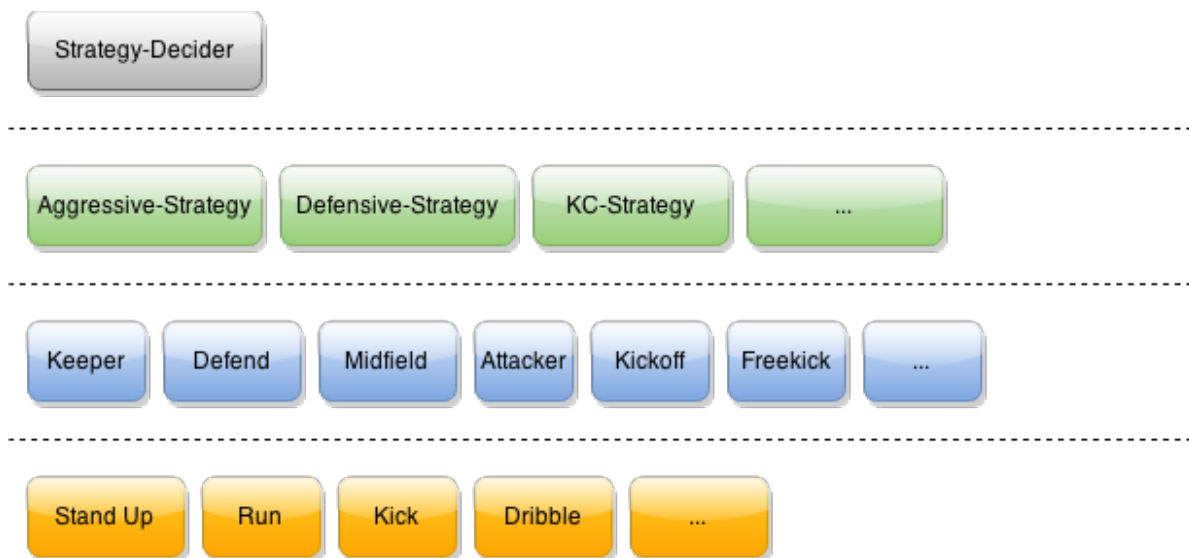 Strategy-Decider
Aggressive-Strategy Defensive-Strategy KC-Strategy ...
Keeper Defend Midfield Attacker Kickoff Freekick ...
Stand Up Run Kick Dribble ...